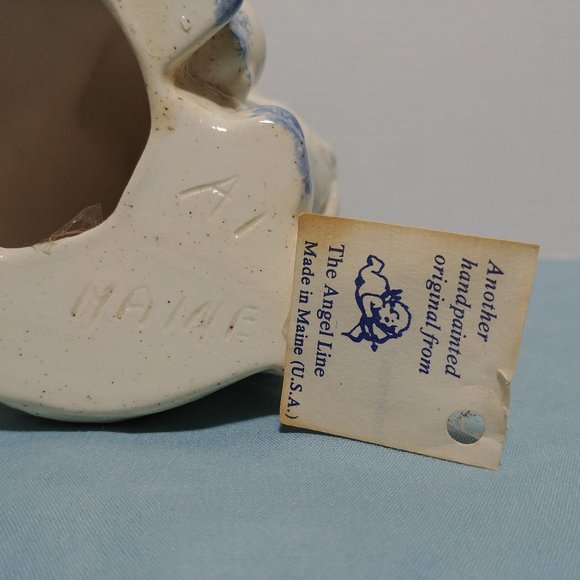 A,
MAINE
Another
handpainted
original from
The Angel Line
Made in Maine (U.S.A.)